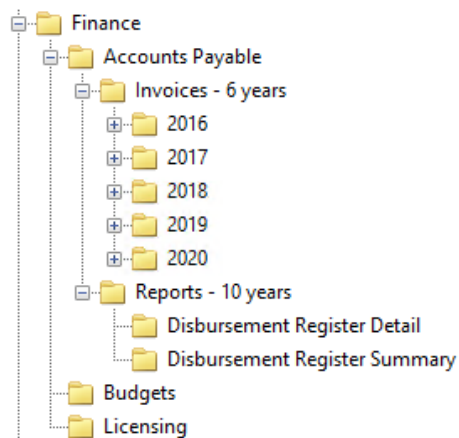 Finance
Accounts Payable
Invoices - 6 years
2016
2017
2018
2019
2020
Reports - 10 years
Disbursement Register Detail
Disbursement Register Summary
Budgets
Licensing